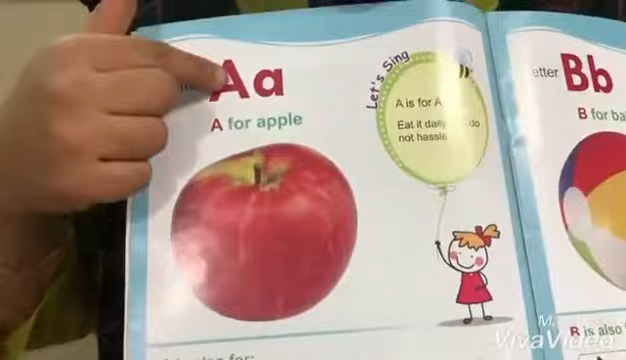 Aa
A for apple
Let's Sing
A is for A
Eat it daily do
not hassle
etter Bb
B for ba
B is also
VivaVideo